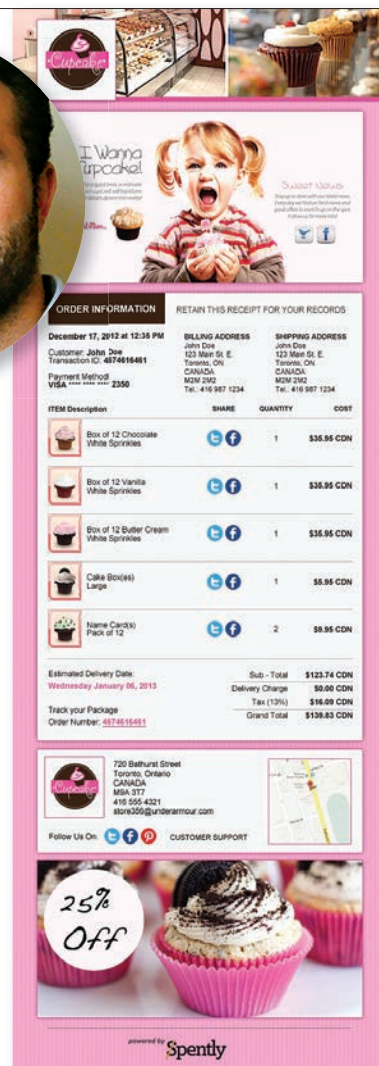 Cupcake
I Wanna
Cupcake!
Sweet News
ORDER INFORMATION
RETAIN THIS RECEIPT FOR YOUR RECORDS
December 17, 2012 at 12:35 PM
Customer: John Doe
Transaction ID: 4674616461
Payment Method
VISA **** **** **** 2350
BILLING ADDRESS
John Doe
123 Main St. E.
Toronto, ON
CANADA
M2M 2M2
Tel.: 416 987 1234
SHIPPING ADDRESS
John Doe
123 Main St. E.
Toronto, ON
CANADA
M2M 2M2
Tel.: 416 987 1234
ITEM Description SHARE QUANTITY COST
Box of 12 Chocolate
White Sprinkles
1 $35.95 CDN
Box of 12 Vanilla
White Sprinkles
1 $35.95 CDN
Box of 12 Butter Cream
White Sprinkles
1 $35.95 CDN
Cake Box(es)
Large
1 $5.95 CDN
Name Card(s)
Pack of 12
2 $9.95 CDN
Estimated Delivery Date:
Wednesday January 06, 2013
Track your Package
Order Number: 4674616461
Sub - Total $123.74 CDN
Delivery Charge $0.00 CDN
Tax (13%) $16.09 CDN
Grand Total $139.83 CDN
Cupcake
720 Bathurst Street
Toronto, Ontario
CANADA
M9A 3T7
416 555 4321
store356@underarmour.com
Follow Us On:
CUSTOMER SUPPORT
25%
Off
powered by Spently